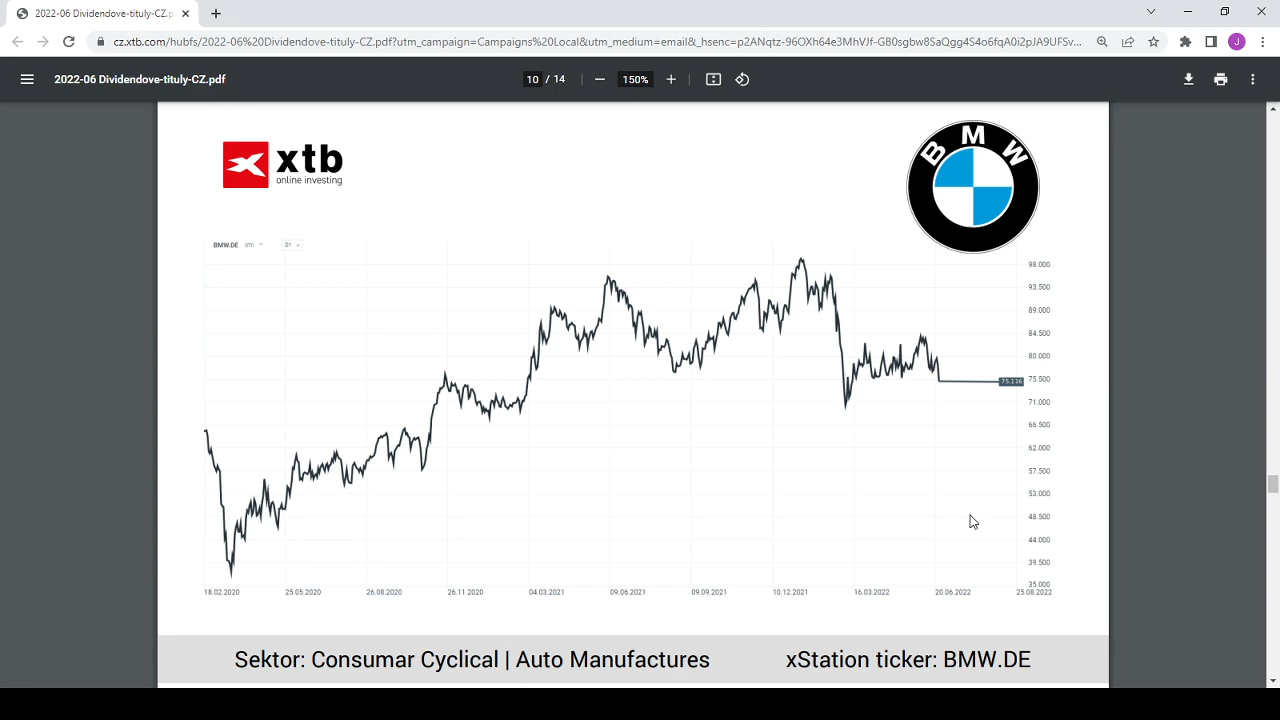 2022-06 Dividendove-tituly-CZ.p
cz.xtb.com/hubfs/2022-06%20Dividendove-tituly-CZ.pdf?utm_campaign=Campaigns%20Local&utm_medium=email&_hsenc=p2ANqtz-96OXh64e3MhVJf-GB0sgbw8SaQgg4S4o6fqA0i2pJA9UFSv...
J
2022-06 Dividendove-tituly-CZ.pdf
10 / 14
150%
xtb
online investing
BMW
BMW.DE STC D1
98.000
93.500
89.000
84.500
80.000
75.500
75.116
71.000
66.500
62.000
57.500
53.000
48.500
44.000
39.500
35.000
18.02.2020 25.05.2020 26.08.2020 26.11.2020 04.03.2021 09.06.2021 09.09.2021 10.12.2021 16.03.2022 20.06.2022 25.08.2022
Sektor: Consumar Cyclical | Auto Manufactures xStation ticker: BMW.DE